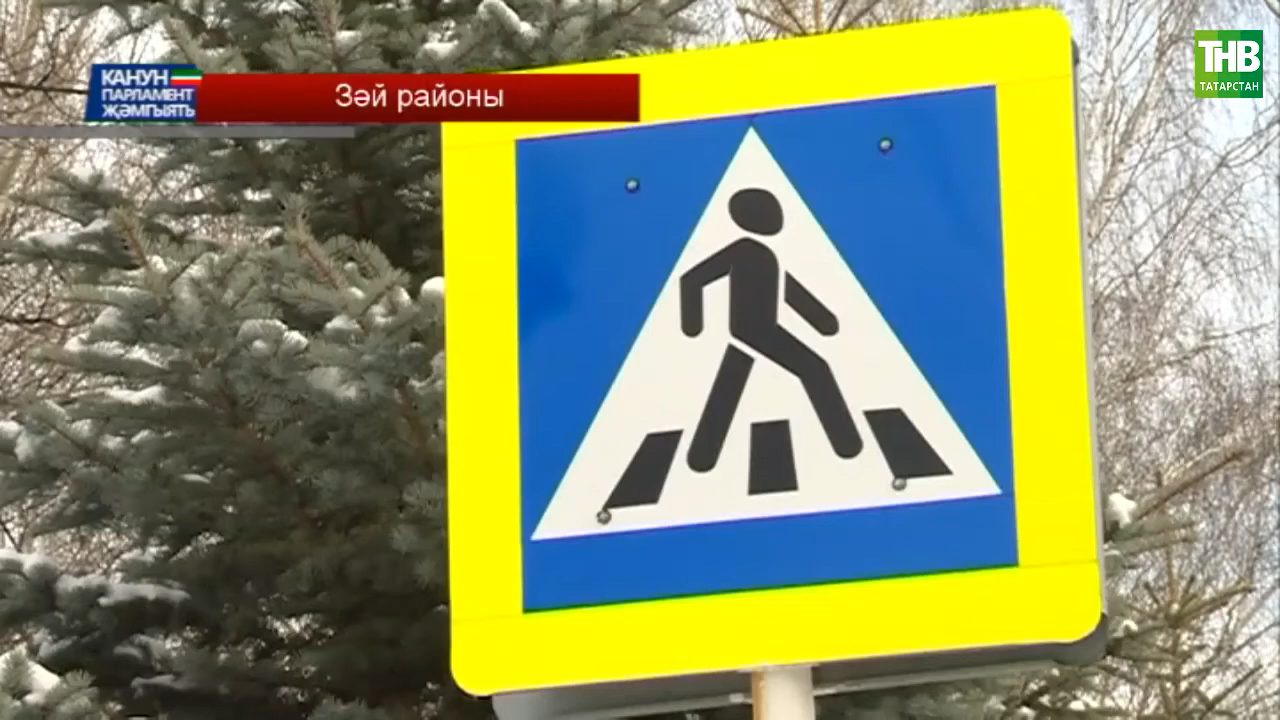 КАНУН
ПАРЛАМЕНТ
ҖӘМГЫЯТЬ
Зәй районы
ТНВ
ТАТАРСТАН